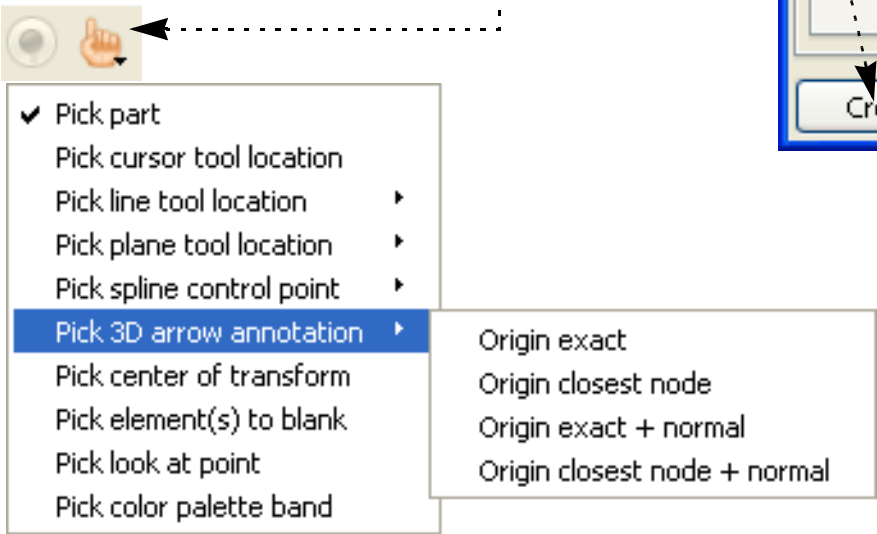 Pick part
Pick cursor tool location
Pick line tool location
Pick plane tool location
Pick spline control point
Pick 3D arrow annotation
Pick center of transform
Pick element(s) to blank
Pick look at point
Pick color palette band
Origin exact
Origin closest node
Origin exact + normal
Origin closest node + normal